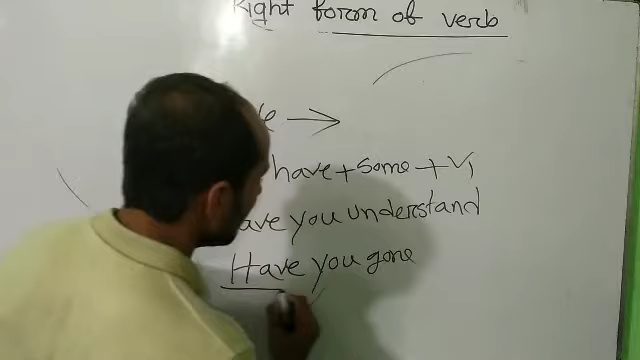 Right form of verb
have + some + V1
ave you understand
Have you gone